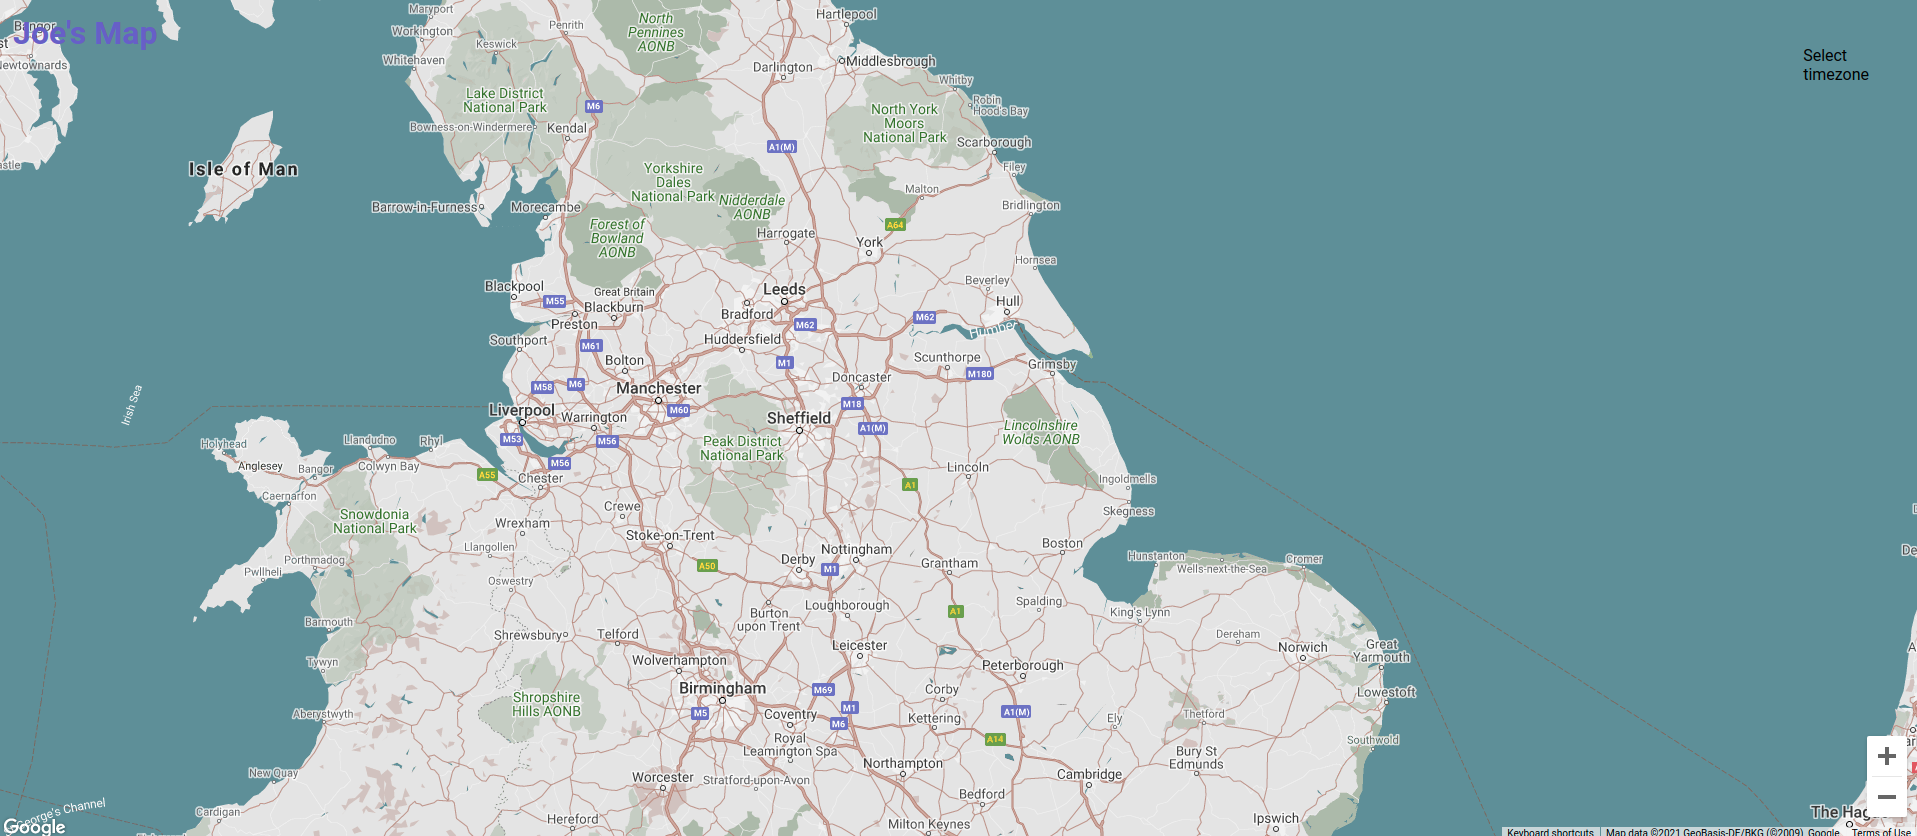 Joe's Map
Select
timezone
Bangor
Newtownards
Maryport
Workington
Whitehaven
Keswick
Penrith
North
Pennines
AONB
Hartlepool
Darlington
Middlesbrough
Whitby
Robin
Hood's Bay
Lake District
National Park
M6
Bowness-on-Windermere
Kendal
North York
Moors
National Park
A1(M)
Scarborough
Filey
Isle of Man
Yorkshire
Dales
National Park
Nidderdale
AONB
Malton
Barrow-in-Furness
Morecambe
Bridlington
Forest of
Bowland
AONB
Harrogate
A64
York
Hornsea
Blackpool
Great Britain
Leeds
Beverley
M55
Blackburn
Hull
Preston
Bradford
M62
M62
Humber
Southport
M61
Huddersfield
Bolton
M1
Scunthorpe
Grimsby
M58
M6
Manchester
Doncaster
M180
Irish Sea
Liverpool
Warrington
M60
Sheffield
M18
M53
M56
A1(M)
Lincolnshire
Wolds AONB
Holyhead
Llandudno
Rhyl
Peak District
National Park
Anglesey
Bangor
Colwyn Bay
A55
M56
Chester
Lincoln
Ingoldmells
Caernarfon
A1
Skegness
Snowdonia
National Park
Wrexham
Crewe
Stoke-on-Trent
Llangollen
Nottingham
Boston
Porthmadog
Derby
Hunstanton
Cromer
Pwllheli
A50
M1
Grantham
Wells-next-the-Sea
Oswestry
Burton
upon Trent
Loughborough
A1
Spalding
King's Lynn
Barmouth
Shrewsbury
Telford
Leicester
Dereham
Norwich
Great
Yarmouth
Tywyn
Wolverhampton
Peterborough
Birmingham
M69
Corby
Lowestoft
Shropshire
Hills AONB
M5
Coventry
M1
M6
Kettering
A1(M)
Ely
Thetford
Aberystwyth
Royal
Leamington Spa
A14
Southwold
Bury St
Edmunds
New Quay
Worcester
Stratford-upon-Avon
Northampton
Cambridge
George's Channel
Cardigan
Hereford
Bedford
Milton Keynes
Ipswich
The Hag
Google
Keyboard shortcuts
Map data ©2021 GeoBasis-DE/BKG (©2009), Google
Terms of Use